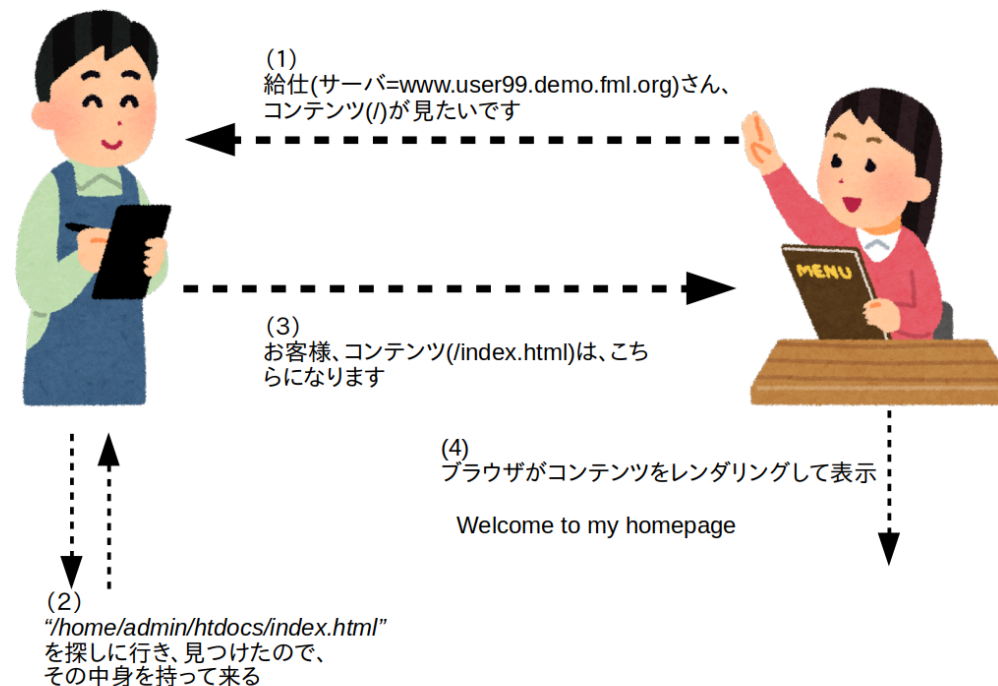 (1)
給仕(サーバ=www.user99.demo.fml.org)さん、
コンテンツ(/)が見たいです
MENU
(3)
お客様、コンテンツ(/index.html)は、こち
らになります
(4)
ブラウザがコンテンツをレンダリングして表示
Welcome to my homepage
(2)
“/home/admin/htdocs/index.html”
を探しに行き、見つけたので、
その中身を持って来る